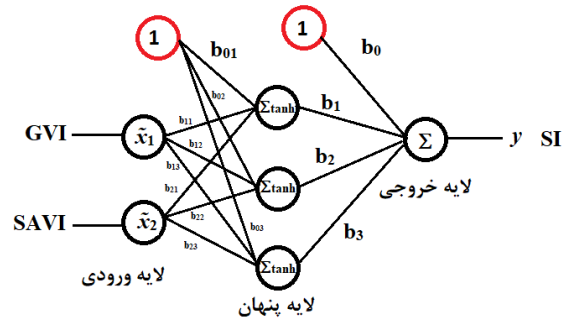 1
1
b₀₁
b₀
b₀₂
Σtanh
b₁
GVI
x̃₁
b₁₁
b₁₂
b₁₃
Σ
y SI
b₂₁
Σtanh
b₂
SAVI
x̃₂
b₂₂
b₀₃
b₂₃
b₃
لایه خروجی
Σtanh
لایه ورودی
لایه پنهان